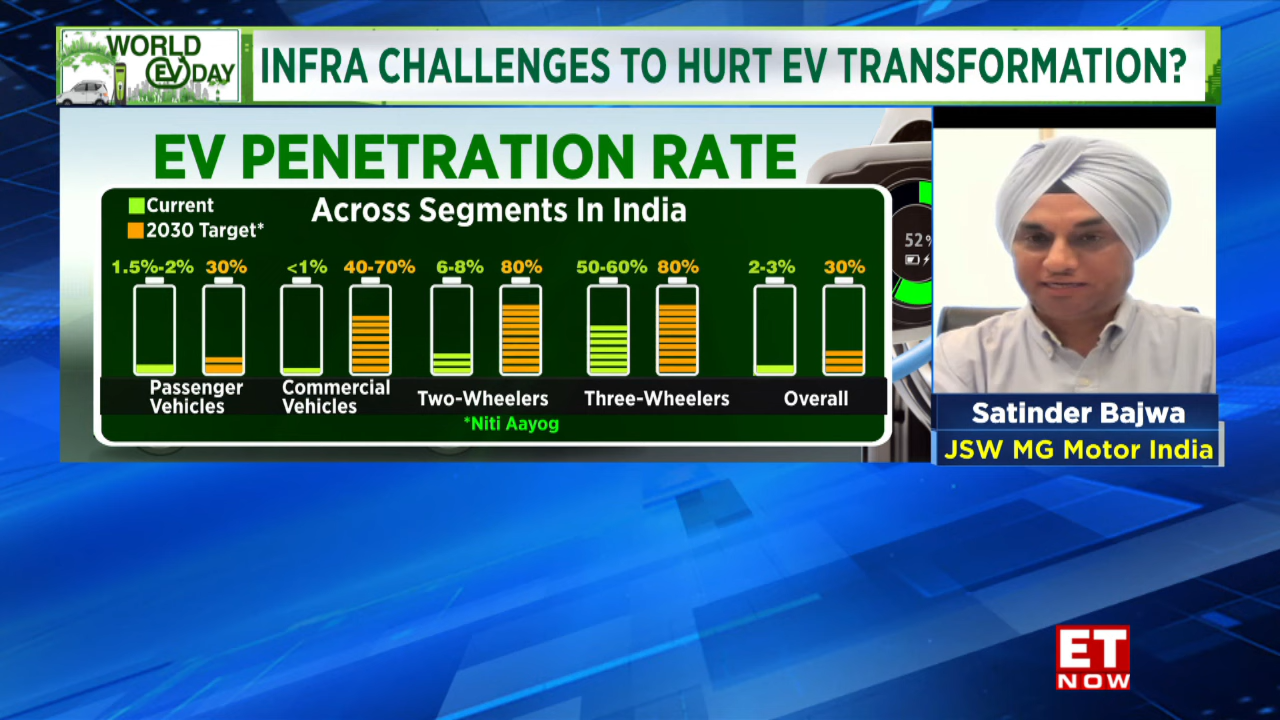 WORLD
EV DAY
INFRA CHALLENGES TO HURT EV TRANSFORMATION?
EV PENETRATION RATE
Current
2030 Target*
Across Segments In India
1.5%-2% 30% <1% 40-70% 6-8% 80% 50-60% 80% 2-3% 30%
Passenger
Vehicles
Commercial
Vehicles
Two-Wheelers
Three-Wheelers
Overall
*Niti Aayog
52%
Satinder Bajwa
JSW MG Motor India
ET
NOW